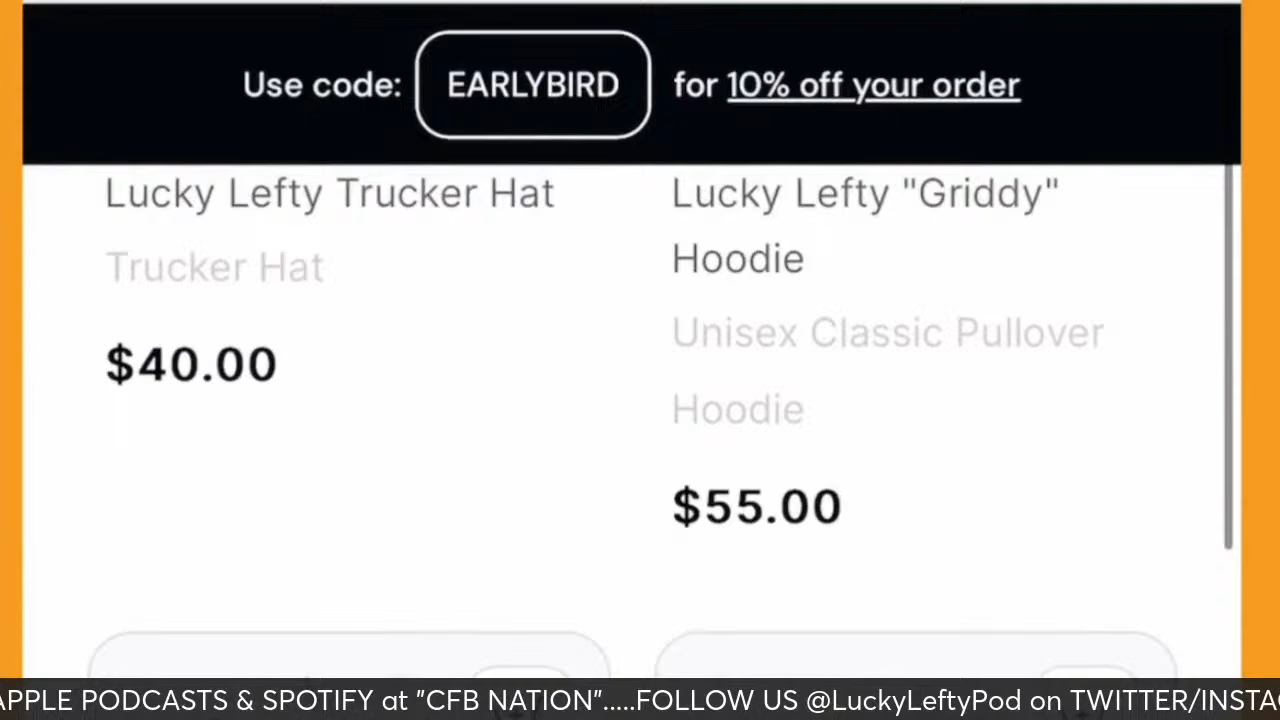 Use code: EARLYBIRD for 10% off your order
Lucky Lefty Trucker Hat
Trucker Hat
$40.00
Lucky Lefty "Griddy"
Hoodie
Unisex Classic Pullover
Hoodie
$55.00
APPLE PODCASTS & SPOTIFY at "CFB NATION".....FOLLOW US @LuckyLeftyPod on TWITTER/INSTA